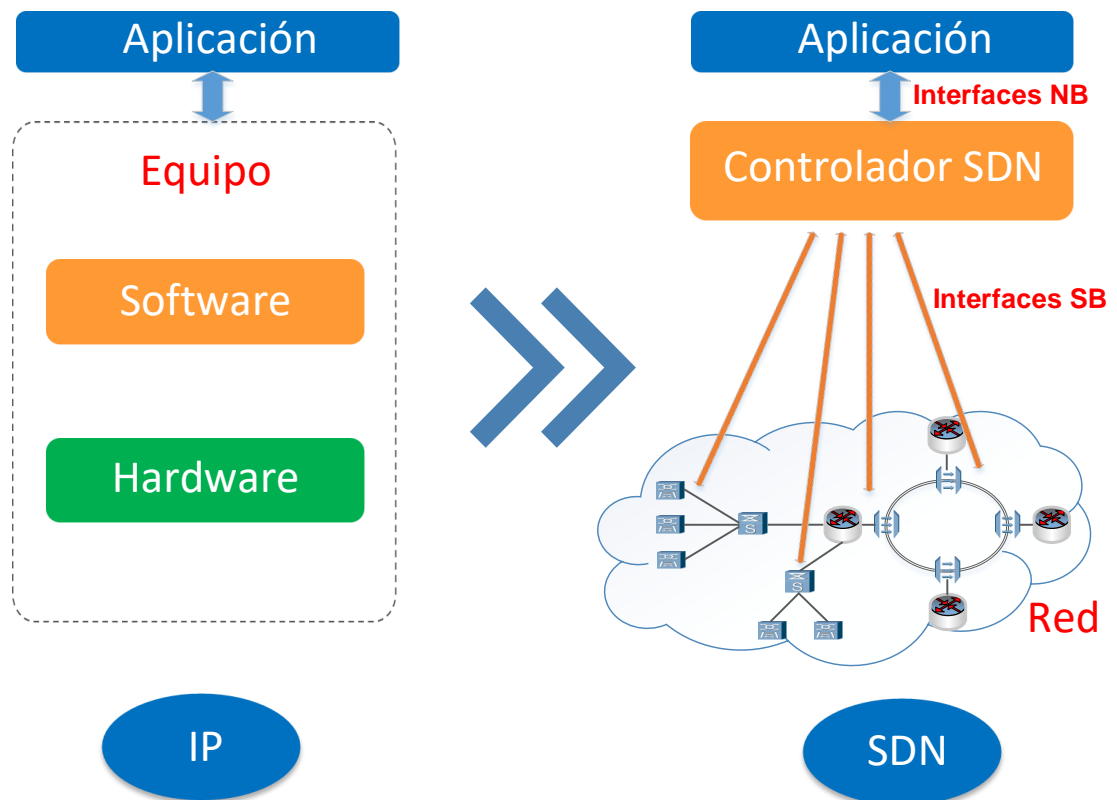 Aplicación
Equipo
Software
Hardware
IP
Aplicación
Interfaces NB
Controlador SDN
Interfaces SB
S
S
Red
SDN